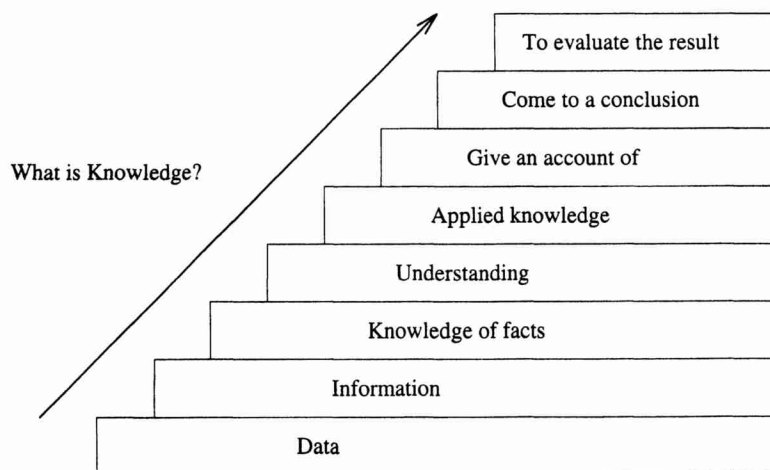 To evaluate the result
Come to a conclusion
Give an account of
What is Knowledge?
Applied knowledge
Understanding
Knowledge of facts
Information
Data